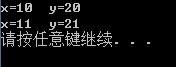 x=10  y=20
x=11  y=21
请按任意键继续. . .